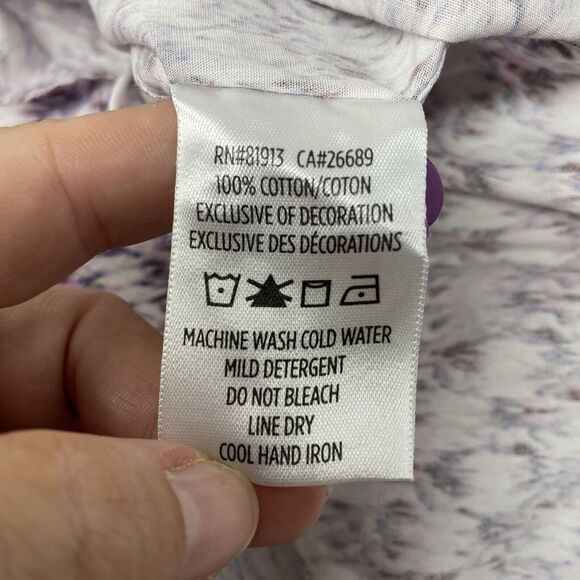 RN#81913 CA#26689
100% COTTON/COTON
EXCLUSIVE OF DECORATION
EXCLUSIVE DES DÉCORATIONS
MACHINE WASH COLD WATER
MILD DETERGENT
DO NOT BLEACH
LINE DRY
COOL HAND IRON